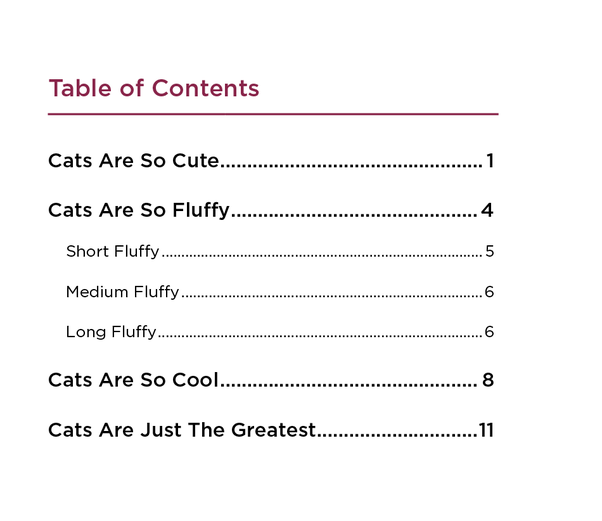 Table of Contents
Cats Are So Cute................................................. 1
Cats Are So Fluffy.............................................. 4
Short Fluffy................................................................................. 5
Medium Fluffy............................................................................ 6
Long Fluffy.................................................................................. 6
Cats Are So Cool................................................ 8
Cats Are Just The Greatest..............................11